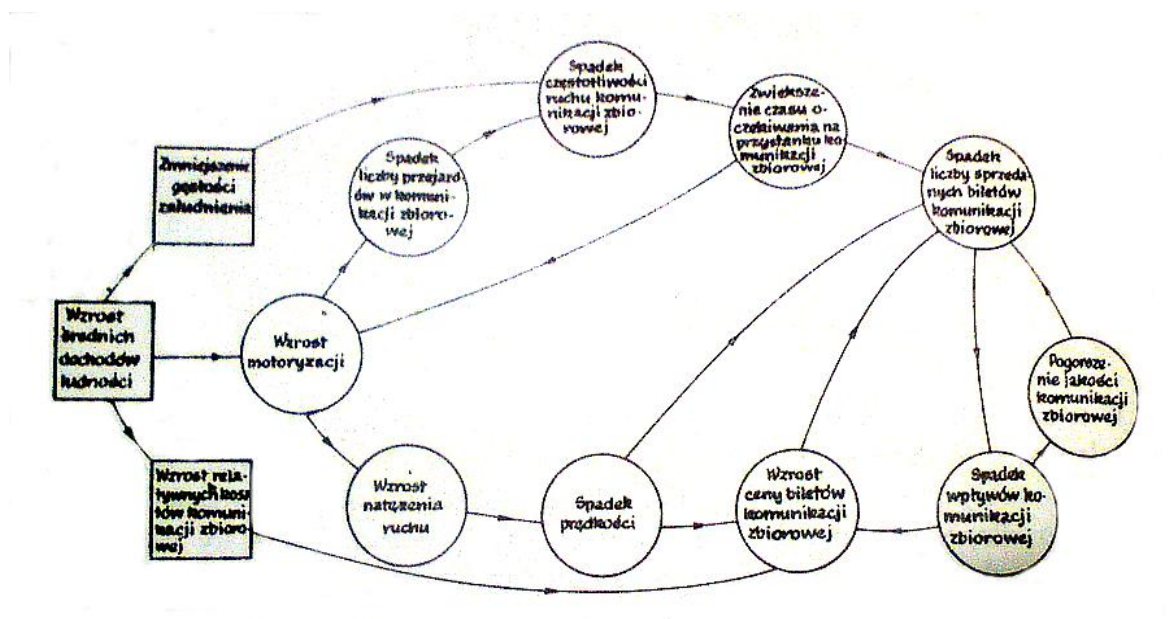 Spadek
częstotliwości
ruchu komu-
nikacji zbio-
rowej
Zwiększe-
nie czasu o-
czekiwania na
przystanku ko-
munikacji
zbiorowej
Spadek
liczby sprzeda-
nych biletów
komunikacji
zbiorowej
Zmniejszenie
gęstości
zaludnienia
Spadek
liczby przejazd-
ów w komuni-
kacji zbioro-
wej
Wzrost
średnich
dochodów
ludności
Wzrost
motoryzacji
Pogorsze-
nie jakości
komunikacji
zbiorowej
Wzrost rela-
tywnych kosz
tów komuni-
kacji zbioro-
wej
Wzrost
natężenia
ruchu
Spadek
prędkości
Wzrost
ceny biletów
komunikacji
zbiorowej
Spadek
wpływów ko-
munikacji
zbiorowej